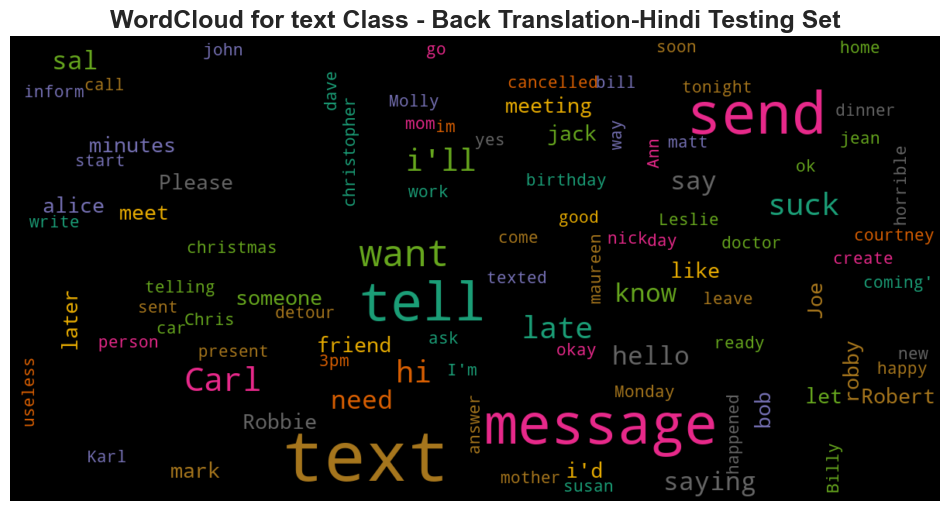 WordCloud for text Class - Back Translation-Hindi Testing Set
john
go
soon
home
sal
call
inform
dave
Molly
cancelled
bill
tonight
meeting
send
dinner
christopher
mom
im
yes
jack
way
Ann
matt
jean
minutes
start
Please
i'll
work
birthday
say
ok
horrible
alice
write
meet
suck
good
Leslie
courtney
christmas
want
come
maureen
nick
day
doctor
create
telling
someone
texted
like
know
leave
Joe
coming'
later
sent
car
Chris
detour
tell
late
person
present
friend
3pm
ask
okay
hello
ready
robby
new
happy
useless
Carl
hi
I'm
need
Monday
let
Robert
Robbie
answer
message
happened
bob
Karl
mark
text
mother
i'd
susan
saying
Billy